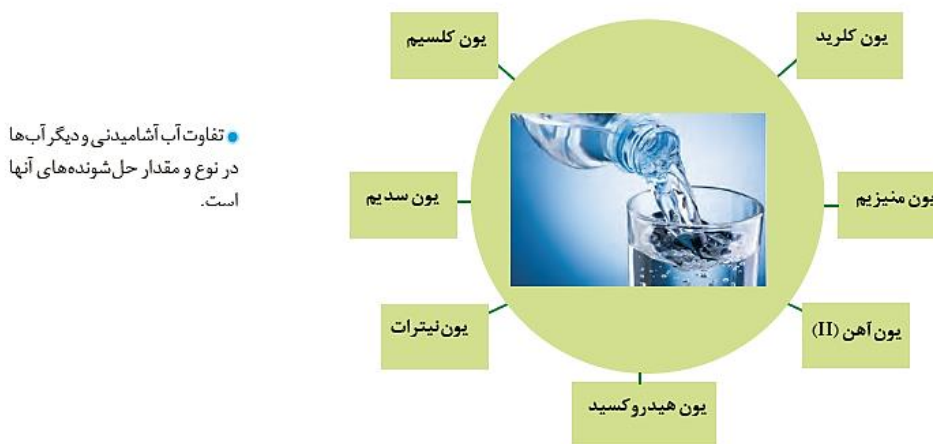 یون کلرید
یون کلسیم
تفاوت آب آشامیدنی و دیگر آب‌ها
در نوع و مقدار حل‌شونده‌های آنها
است.
یون منیزیم
یون سدیم
یون آهن (II)
یون نیترات
یون هیدروکسید